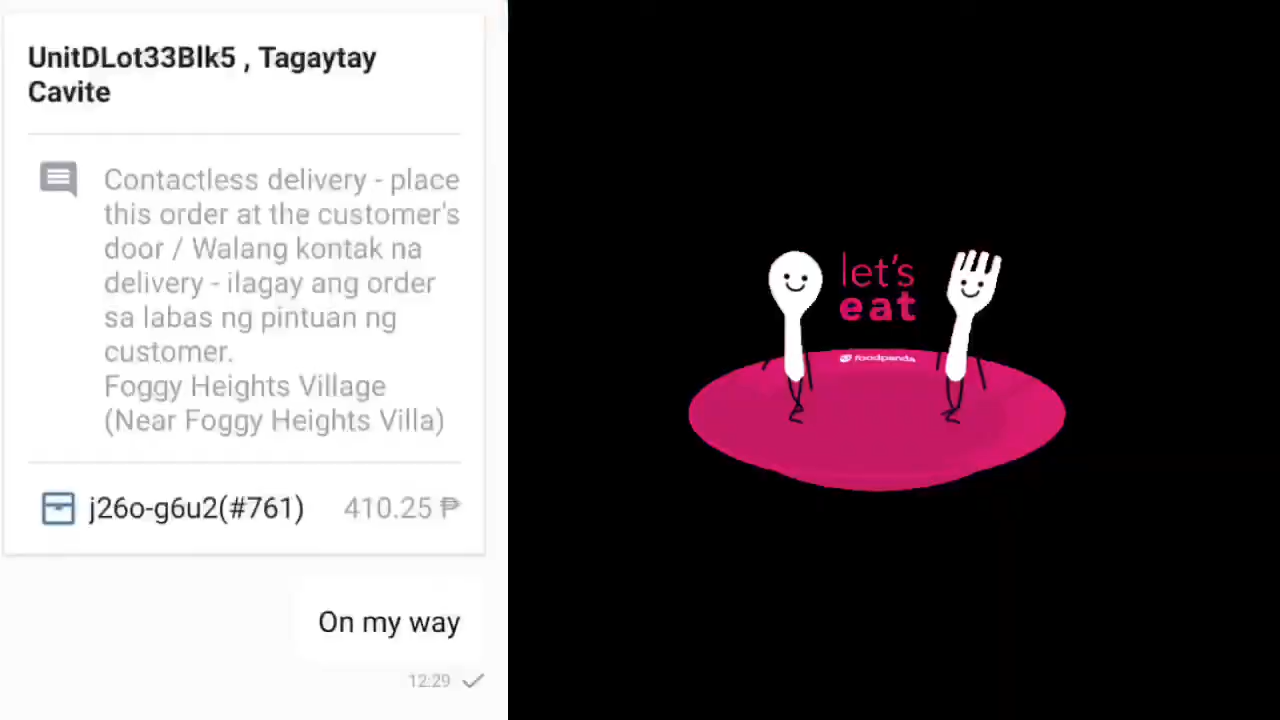 UnitDLot33Blk5 , Tagaytay
Cavite
Contactless delivery - place
this order at the customer's
door / Walang kontak na
delivery - ilagay ang order
sa labas ng pintuan ng
customer.
Foggy Heights Village
(Near Foggy Heights Villa)
j26o-g6u2(#761) 410.25 ₱
On my way
12:29
let's
eat
foodpanda